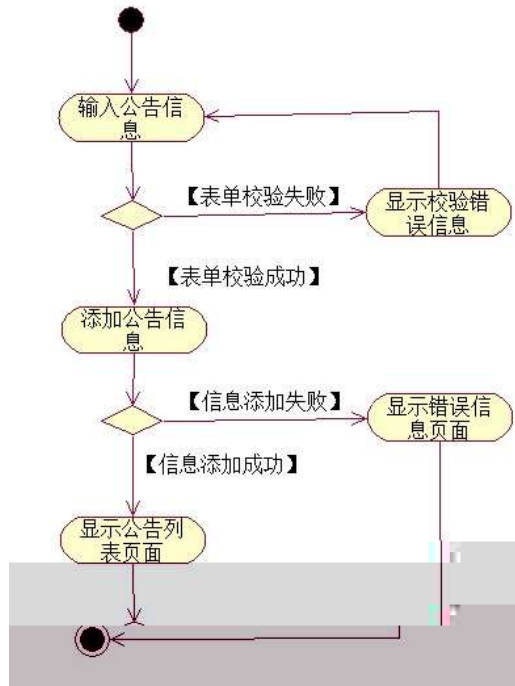 输入公告信
息
【表单校验失败】
显示校验错
误信息
【表单校验成功】
添加公告信
息
【信息添加失败】
显示错误信
息页面
【信息添加成功】
显示公告列
表页面